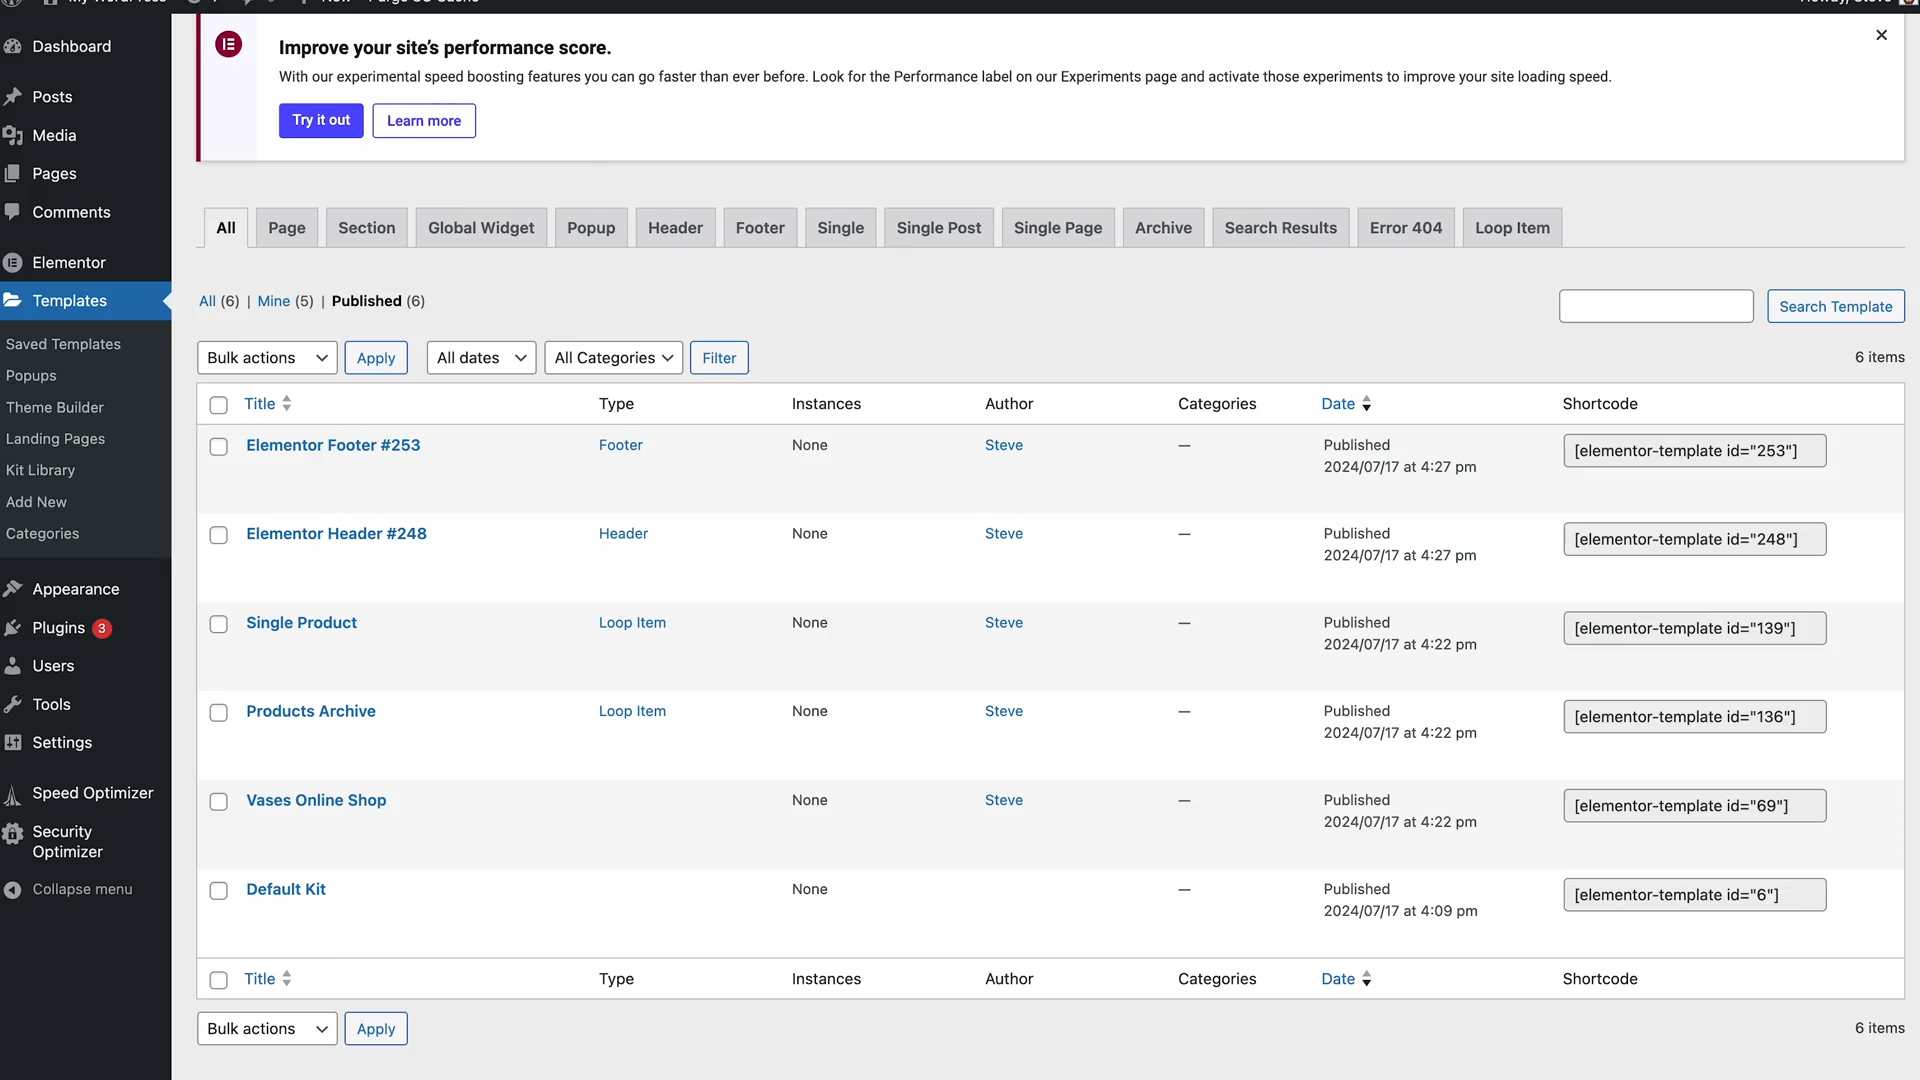 Dashboard
Posts
Media
Pages
Comments
Elementor
Templates
Saved Templates
Popups
Theme Builder
Landing Pages
Kit Library
Add New
Categories
Appearance
Plugins 3
Users
Tools
Settings
Speed Optimizer
Security
Optimizer
Collapse menu
Improve your site's performance score.
With our experimental speed boosting features you can go faster than ever before. Look for the Performance label on our Experiments page and activate those experiments to improve your site loading speed.
Try it out Learn more
All Page Section Global Widget Popup Header Footer Single Single Post Single Page Archive Search Results Error 404 Loop Item
All (6) | Mine (5) | Published (6)
Search Template
Bulk actions Apply All dates All Categories Filter 6 items
Title Type Instances Author Categories Date Shortcode
Elementor Footer #253 Footer None Steve — Published [elementor-template id="253"]
2024/07/17 at 4:27 pm
Elementor Header #248 Header None Steve — Published [elementor-template id="248"]
2024/07/17 at 4:27 pm
Single Product Loop Item None Steve — Published [elementor-template id="139"]
2024/07/17 at 4:22 pm
Products Archive Loop Item None Steve — Published [elementor-template id="136"]
2024/07/17 at 4:22 pm
Vases Online Shop None Steve — Published [elementor-template id="69"]
2024/07/17 at 4:22 pm
Default Kit None — Published [elementor-template id="6"]
2024/07/17 at 4:09 pm
Title Type Instances Author Categories Date Shortcode
Bulk actions Apply 6 items